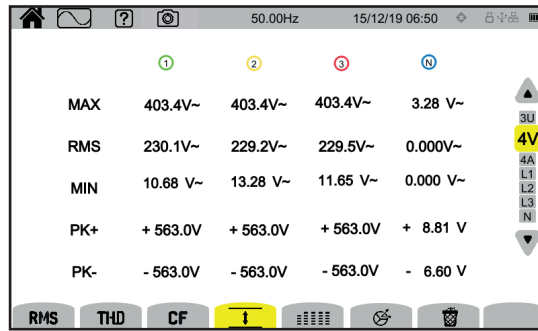 ? 50.00Hz 15/12/19 06:50
1 2 3 N
MAX 403.4V~ 403.4V~ 403.4V~ 3.28 V~
RMS 230.1V~ 229.2V~ 229.5V~ 0.000V~
MIN 10.68 V~ 13.28 V~ 11.65 V~ 0.000 V~
PK+ + 563.0V + 563.0V + 563.0V + 8.81 V
PK- - 563.0V - 563.0V - 563.0V - 6.60 V
3U
4V
4A
L1
L2
L3
N
RMS THD CF